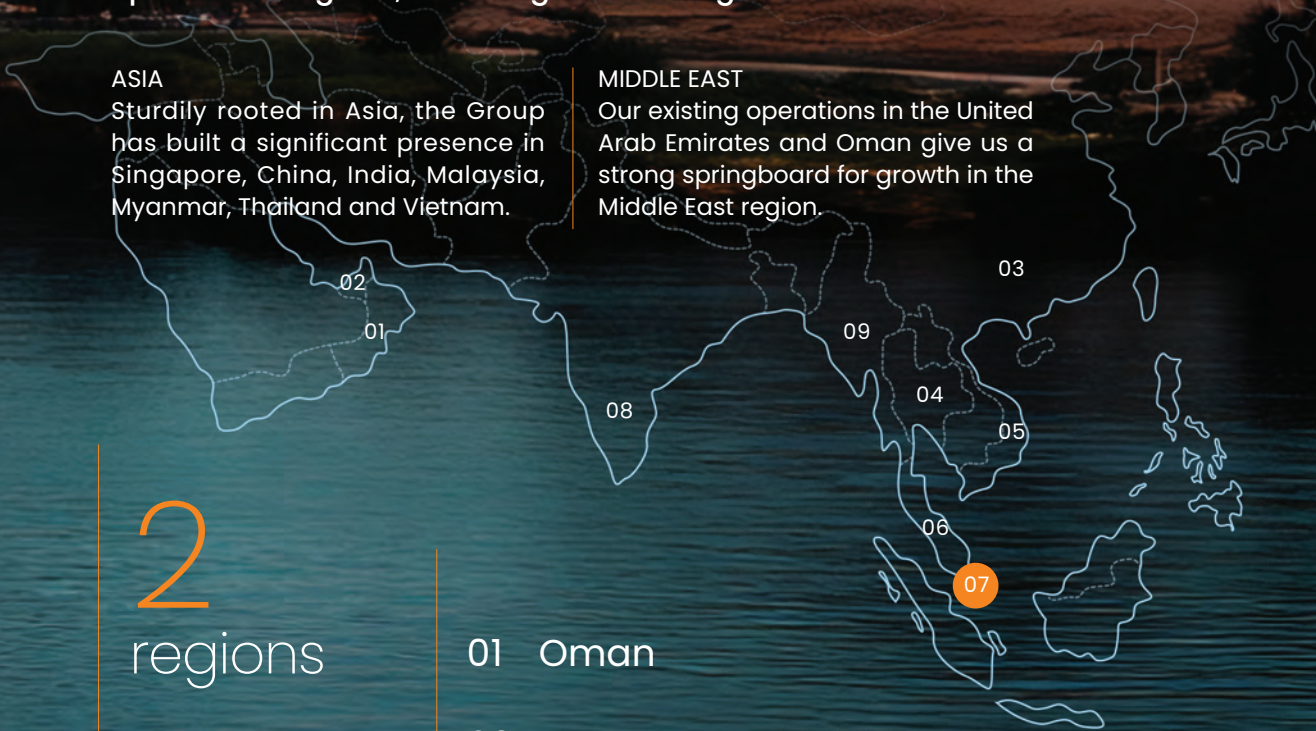 ASIA
Sturdily rooted in Asia, the Group
has built a significant presence in
Singapore, China, India, Malaysia,
Myanmar, Thailand and Vietnam.
MIDDLE EAST
Our existing operations in the United
Arab Emirates and Oman give us a
strong springboard for growth in the
Middle East region.
03
02
01
09
04
08
05
06
07
2
regions
01 Oman